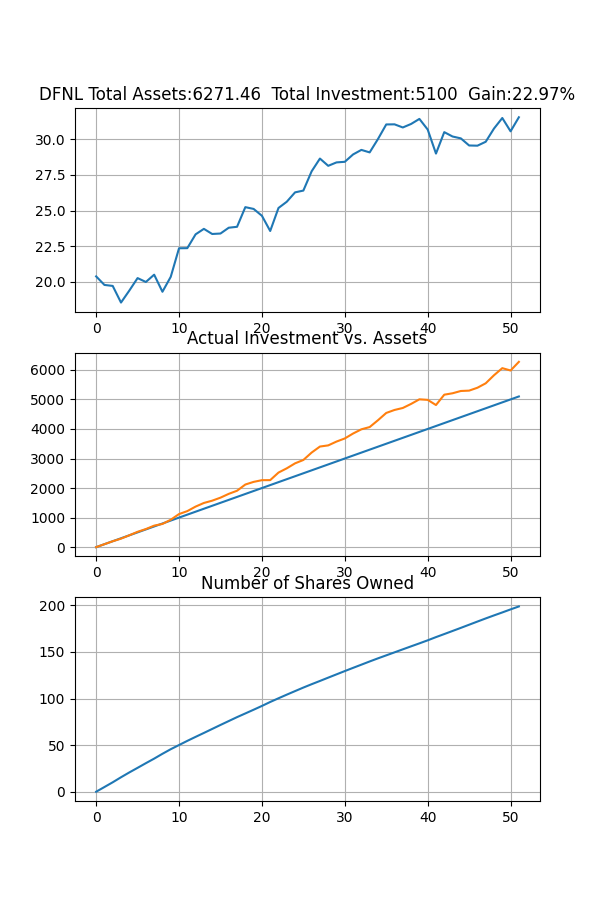 DFNL Total Assets:6271.46  Total Investment:5100  Gain:22.97%
30.0
27.5
25.0
22.5
20.0
0 10 20 30 40 50
Actual Investment vs. Assets
6000
5000
4000
3000
2000
1000
0
0 10 20 30 40 50
Number of Shares Owned
200
150
100
50
0
0 10 20 30 40 50